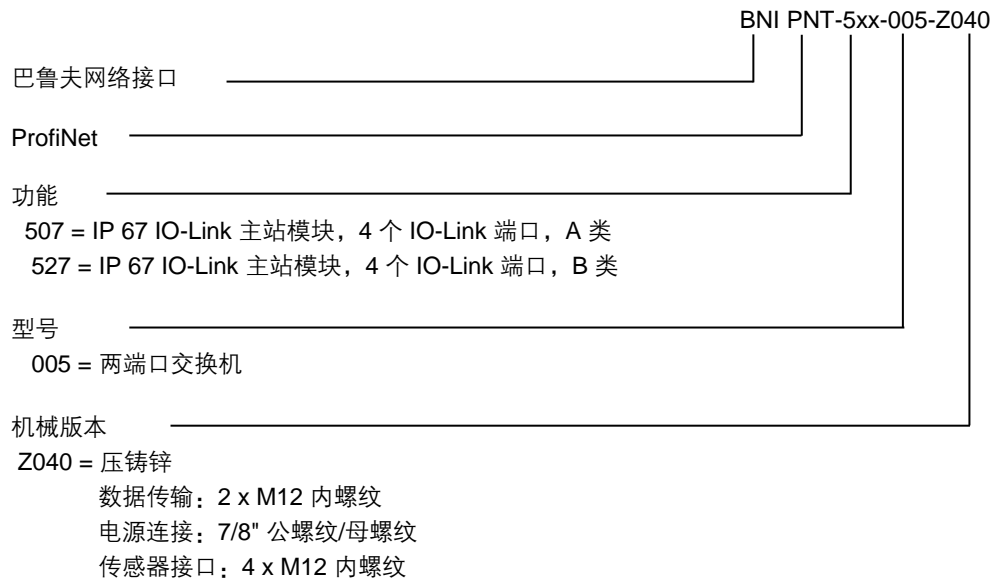 BNI PNT-5xx-005-Z040
巴鲁夫网络接口
ProfiNet
功能
507 = IP 67 IO-Link 主站模块，4 个 IO-Link 端口，A 类
527 = IP 67 IO-Link 主站模块，4 个 IO-Link 端口，B 类
型号
005 = 两端口交换机
机械版本
Z040 = 压铸锌
数据传输：2 x M12 内螺纹
电源连接：7/8" 公螺纹/母螺纹
传感器接口：4 x M12 内螺纹